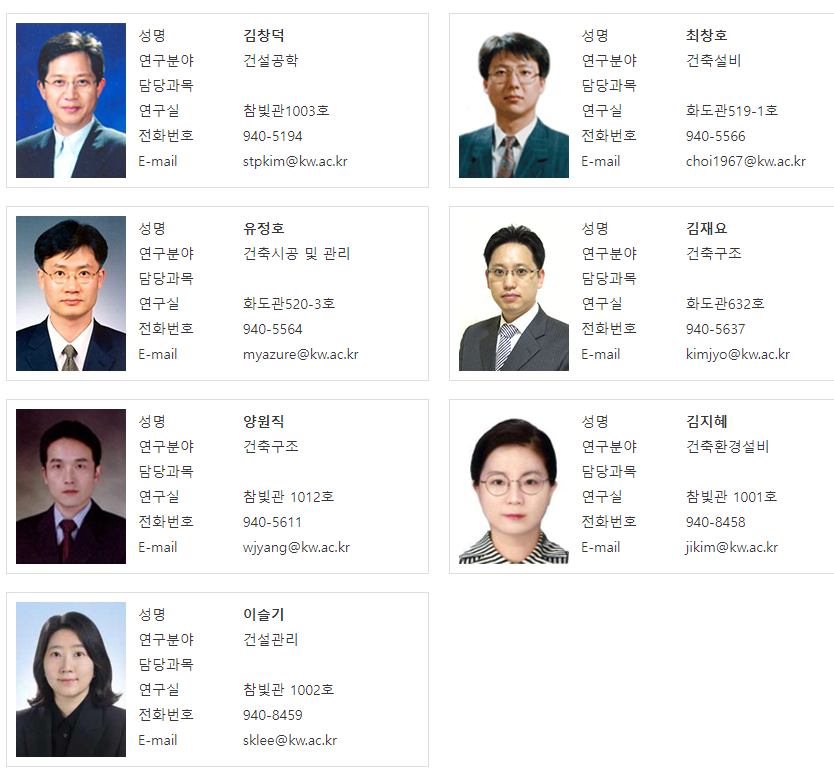 성명 김창덕
연구분야 건설공학
담당과목
연구실 참빛관1003호
전화번호 940-5194
E-mail stpkim@kw.ac.kr
성명 최창호
연구분야 건축설비
담당과목
연구실 화도관519-1호
전화번호 940-5566
E-mail choi1967@kw.ac.kr
성명 유정호
연구분야 건축시공 및 관리
담당과목
연구실 화도관520-3호
전화번호 940-5564
E-mail myazure@kw.ac.kr
성명 김재요
연구분야 건축구조
담당과목
연구실 화도관632호
전화번호 940-5637
E-mail kimjyo@kw.ac.kr
성명 양원직
연구분야 건축구조
담당과목
연구실 참빛관 1012호
전화번호 940-5611
E-mail wjyang@kw.ac.kr
성명 김지혜
연구분야 건축환경설비
담당과목
연구실 참빛관 1001호
전화번호 940-8458
E-mail jikim@kw.ac.kr
성명 이슬기
연구분야 건설관리
담당과목
연구실 참빛관 1002호
전화번호 940-8459
E-mail sklee@kw.ac.kr